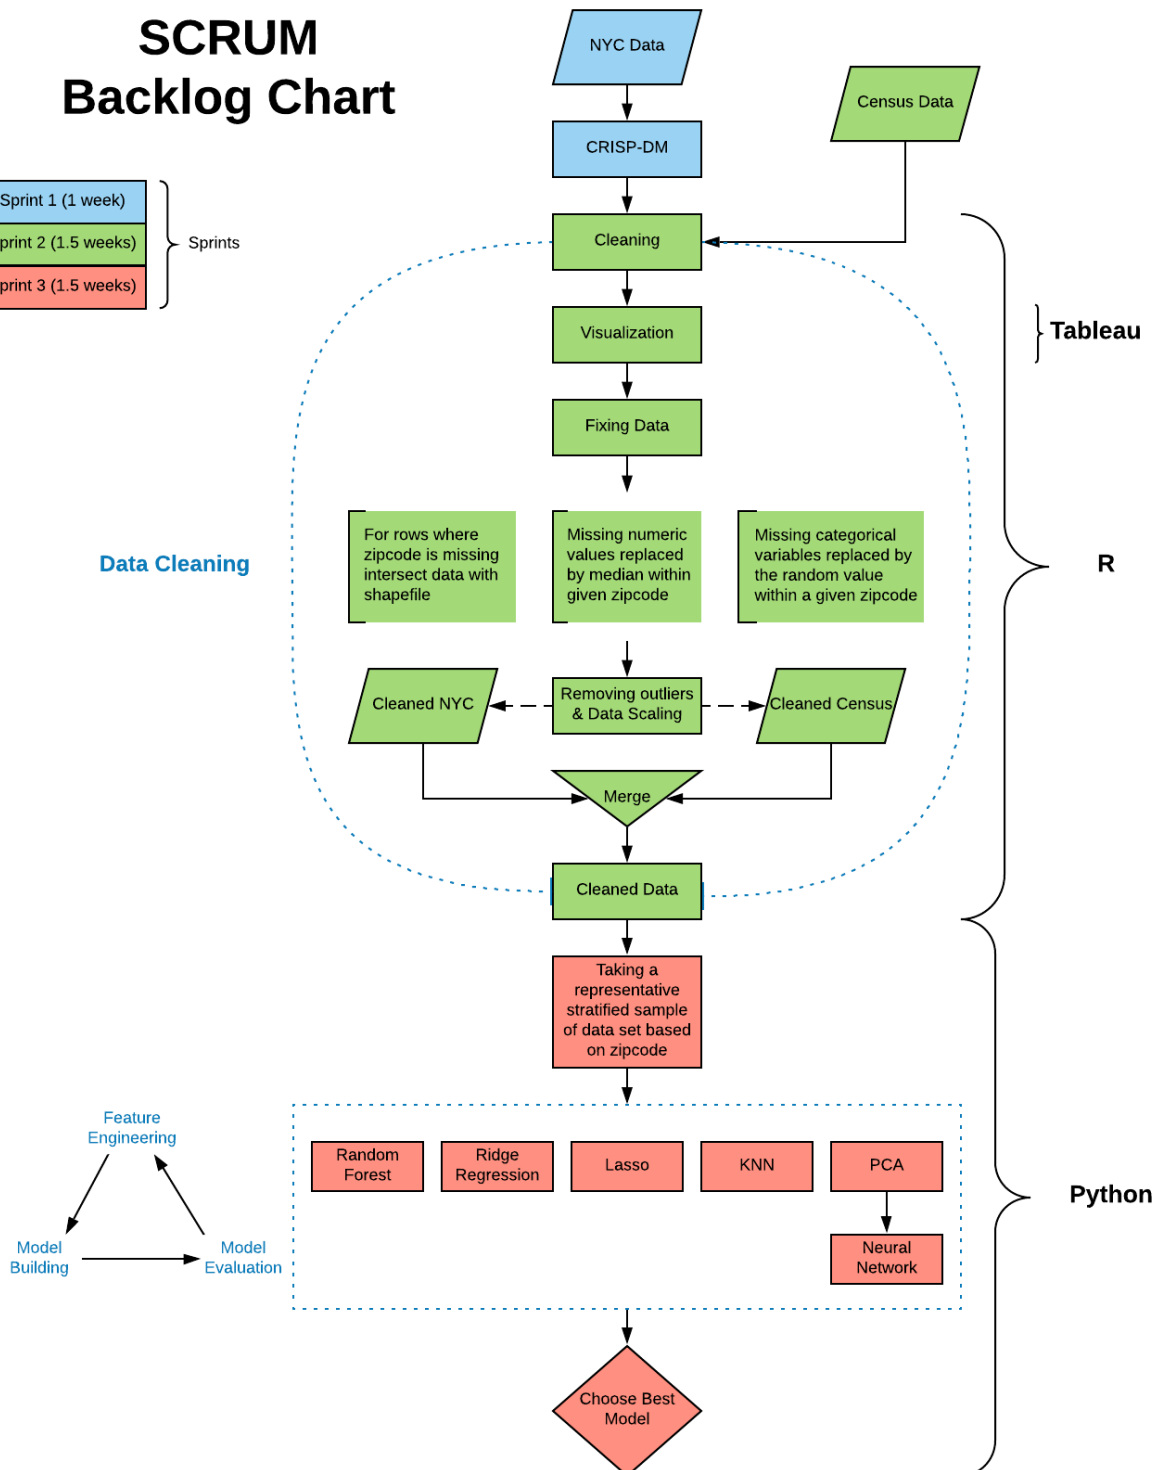 SCRUM
Backlog Chart
NYC Data
Census Data
CRISP-DM
Sprint 1 (1 week)
print 2 (1.5 weeks)
print 3 (1.5 weeks)
Sprints
Cleaning
Visualization
Tableau
Fixing Data
Data Cleaning
For rows where
zipcode is missing
intersect data with
shapefile
Missing numeric
values replaced
by median within
given zipcode
Missing categorical
variables replaced by
the random value
within a given zipcode
R
Cleaned NYC
Removing outliers
& Data Scaling
Cleaned Census
Merge
Cleaned Data
Taking a
representative
stratified sample
of data set based
on zipcode
Feature
Engineering
Model
Building
Model
Evaluation
Random
Forest
Ridge
Regression
Lasso
KNN
PCA
Neural
Network
Python
Choose Best
Model